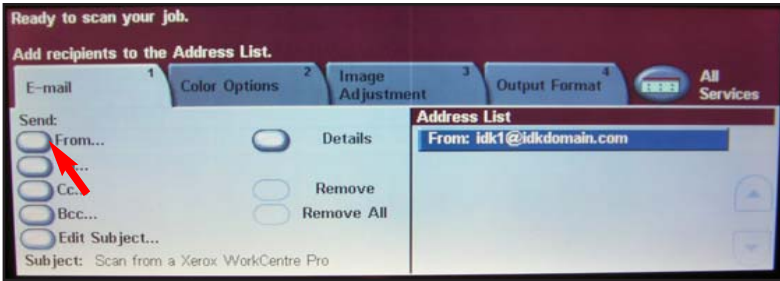 Ready to scan your job.
Add recipients to the Address List.
E-mail 1
Color Options 2
Image Adjustment 3
Output Format 4
All Services
Send:
From...
Details
Cc...
Remove
Bcc...
Remove All
Edit Subject...
Subject: Scan from a Xerox WorkCentre Pro
Address List
From: idk1@idkdomain.com